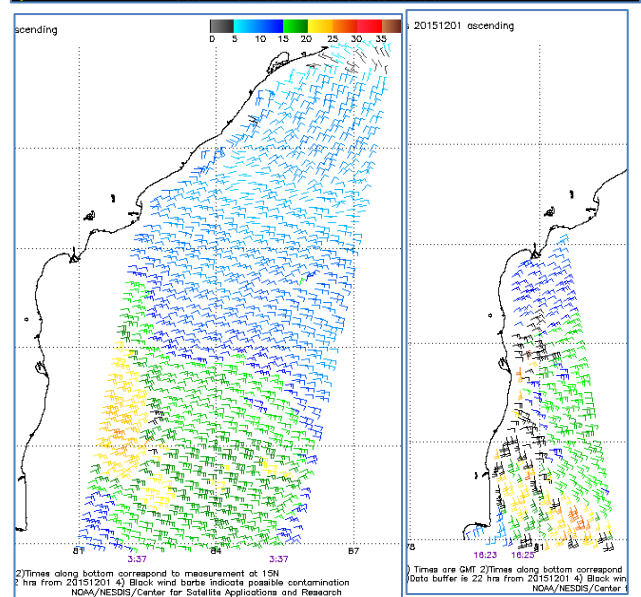 scending
0 5 10 15 20 25 30 35
81 84 87
3:37 3:37
2)Times along bottom correspond to measurement at 15N
2 hrs from 20151201 4) Black wind barbs indicate possible contamination
NOAA/NESDIS/Center for Satellite Applications and Research
20151201 ascending
78 81
16:23 16:25
) Times are GMT 2)Times along bottom correspond
)Data buffer is 22 hrs from 20151201 4) Black win
NOAA/NESDIS/Center f